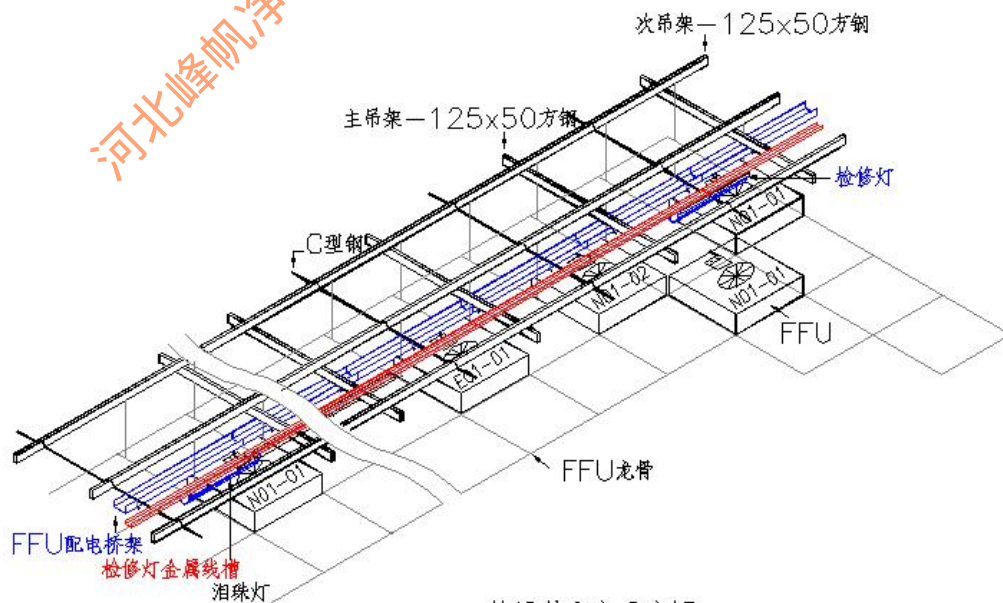 河北峰帆净
次吊架-125x50方钢
主吊架-125x50方钢
检修灯
C型钢
N01-01
N01-02
N01-01
FFU
F01-01
FFU龙骨
N01-01
FFU配电桥架
检修灯金属线槽
泪珠灯